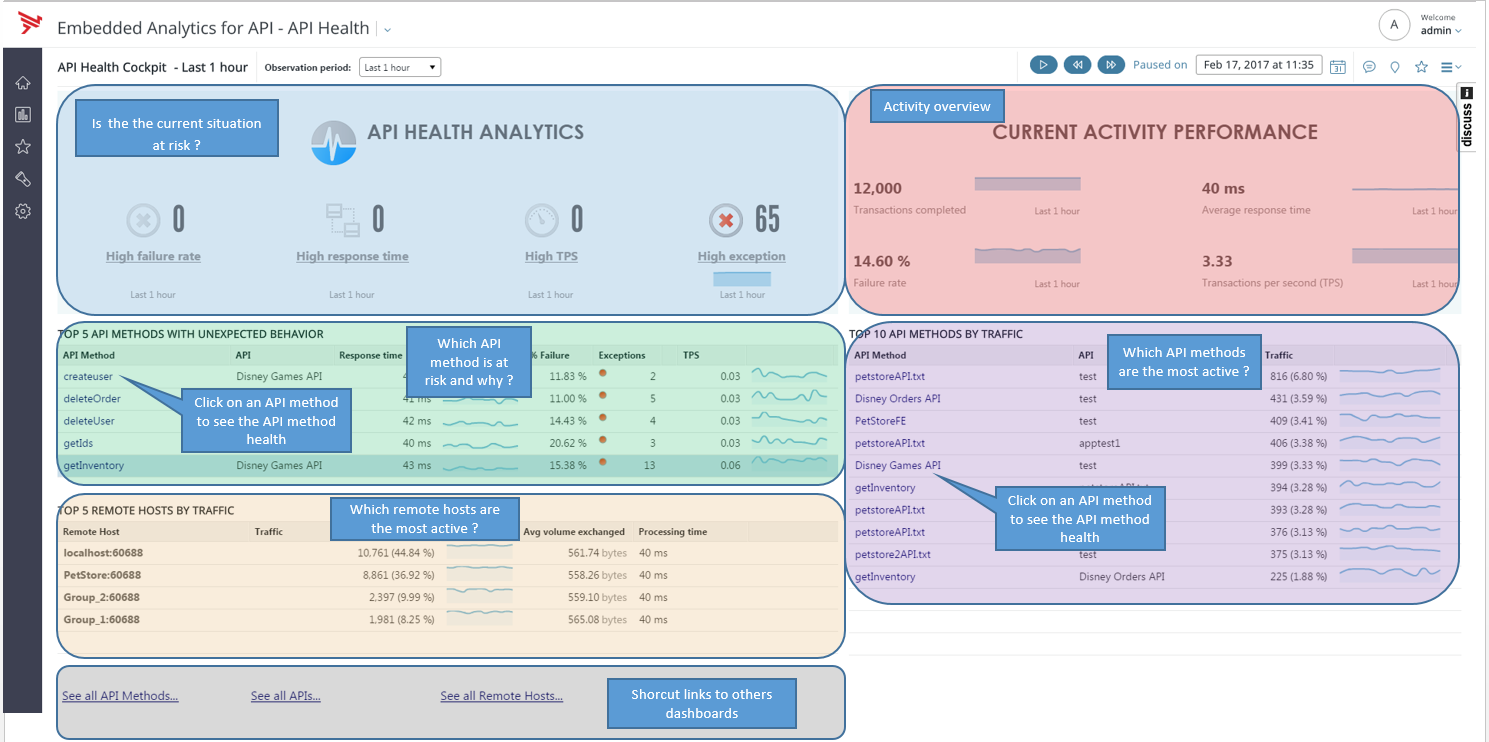 Embedded Analytics for API - API Health
A
Welcome
admin
API Health Cockpit - Last 1 hour
Observation period:
Last 1 hour
Paused on
Feb 17, 2017 at 11:35
31
discuss
Is the the current situation
at risk ?
API HEALTH ANALYTICS
0
High failure rate
Last 1 hour
0
High response time
Last 1 hour
0
High TPS
Last 1 hour
65
High exception
Last 1 hour
Activity overview
CURRENT ACTIVITY PERFORMANCE
12,000
Transactions completed
Last 1 hour
40 ms
Average response time
Last 1 hour
14.60 %
Failure rate
Last 1 hour
3.33
Transactions per second (TPS)
Last 1 hour
TOP 5 API METHODS WITH UNEXPECTED BEHAVIOR
Which API
method is at
risk and why ?
API Method API Response time % Failure Exceptions TPS
createuser Disney Games API 11.83 % 2 0.03
deleteOrder 41 ms 11.00 % 5 0.03
deleteUser 42 ms 14.43 % 4 0.03
getIds 40 ms 20.62 % 3 0.03
getInventory Disney Games API 43 ms 15.38 % 13 0.06
Click on an API method
to see the API method
health
TOP 10 API METHODS BY TRAFFIC
Which API methods
are the most active ?
API Method API Traffic
petstoreAPI.txt test 816 (6.80 %)
Disney Orders API test 431 (3.59 %)
PetStoreFE test 409 (3.41 %)
petstoreAPI.txt apptest1 406 (3.38 %)
Disney Games API test 399 (3.33 %)
getInventory 394 (3.28 %)
petstoreAPI.txt 393 (3.28 %)
petstoreAPI.txt 376 (3.13 %)
petstore2API.txt test 375 (3.13 %)
getInventory Disney Orders API 225 (1.88 %)
Click on an API method
to see the API method
health
TOP 5 REMOTE HOSTS BY TRAFFIC
Which remote hosts are
the most active ?
Remote Host Traffic Avg volume exchanged Processing time
localhost:60688 10,761 (44.84 %) 561.74 bytes 40 ms
PetStore:60688 8,861 (36.92 %) 558.26 bytes 40 ms
Group_2:60688 2,397 (9.99 %) 559.10 bytes 40 ms
Group_1:60688 1,981 (8.25 %) 565.08 bytes 40 ms
See all API Methods...
See all APIs...
See all Remote Hosts...
Shorcut links to others
dashboards